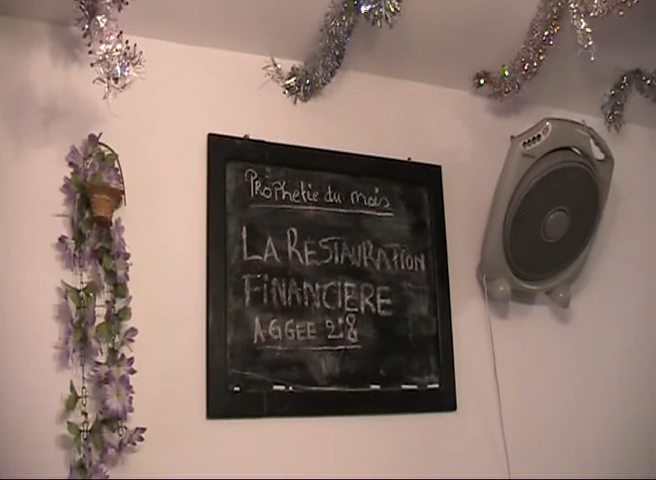 Prophetie du mois
LA RESTAURATION
FINANCIERE
AGGEE 2:8